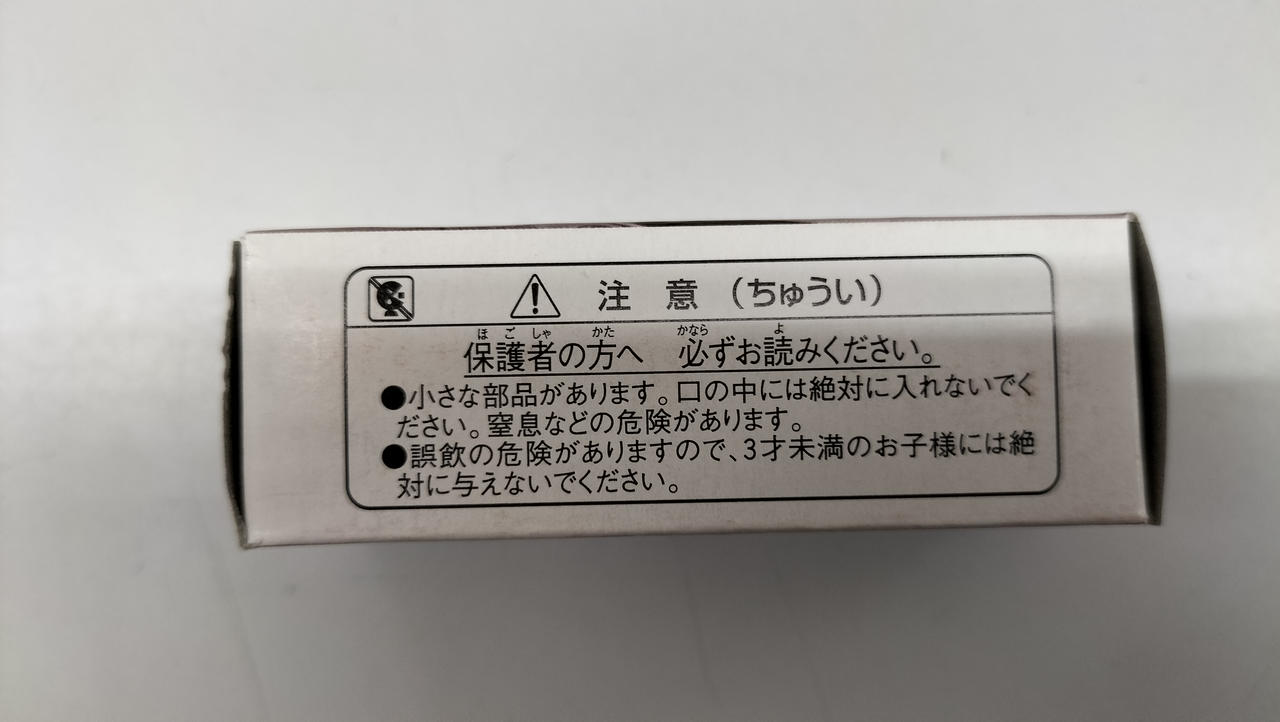 注 意 (ちゅうい)
ほごしゃ かた かなら よ
保護者の方へ 必ずお読みください。
●小さな部品があります。口の中には絶対に入れないでく
ださい。窒息などの危険があります。
●誤飲の危険がありますので、3才未満のお子様には絶
対に与えないでください。